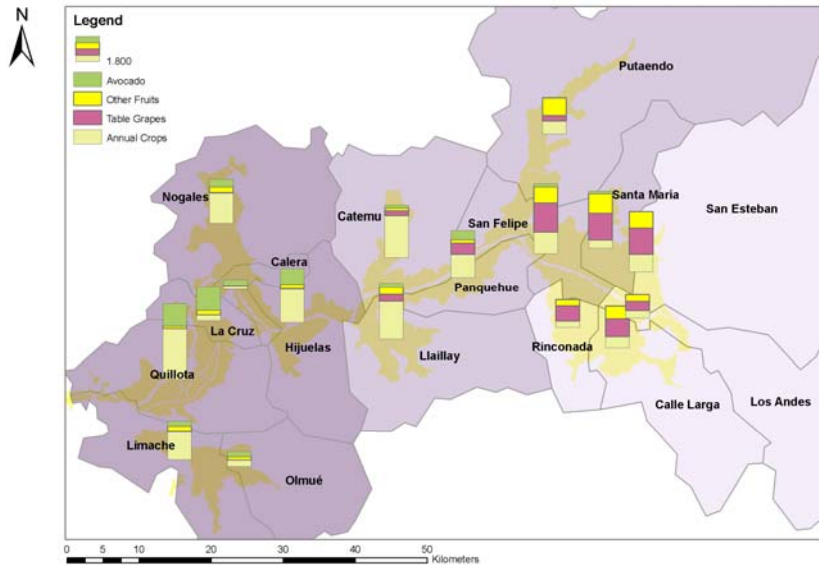 N
Legend
1.800
Avocado
Other Fruits
Table Grapes
Annual Crops
Putaendo
Nogales
Catemu
San Felipe
Santa Maria
San Esteban
Calera
Panquehue
La Cruz
Hijuelas
Llaillay
Rinconada
Quillota
Calle Larga
Los Andes
Limache
Olmué
0 5 10 20 30 40 50
Kilometers